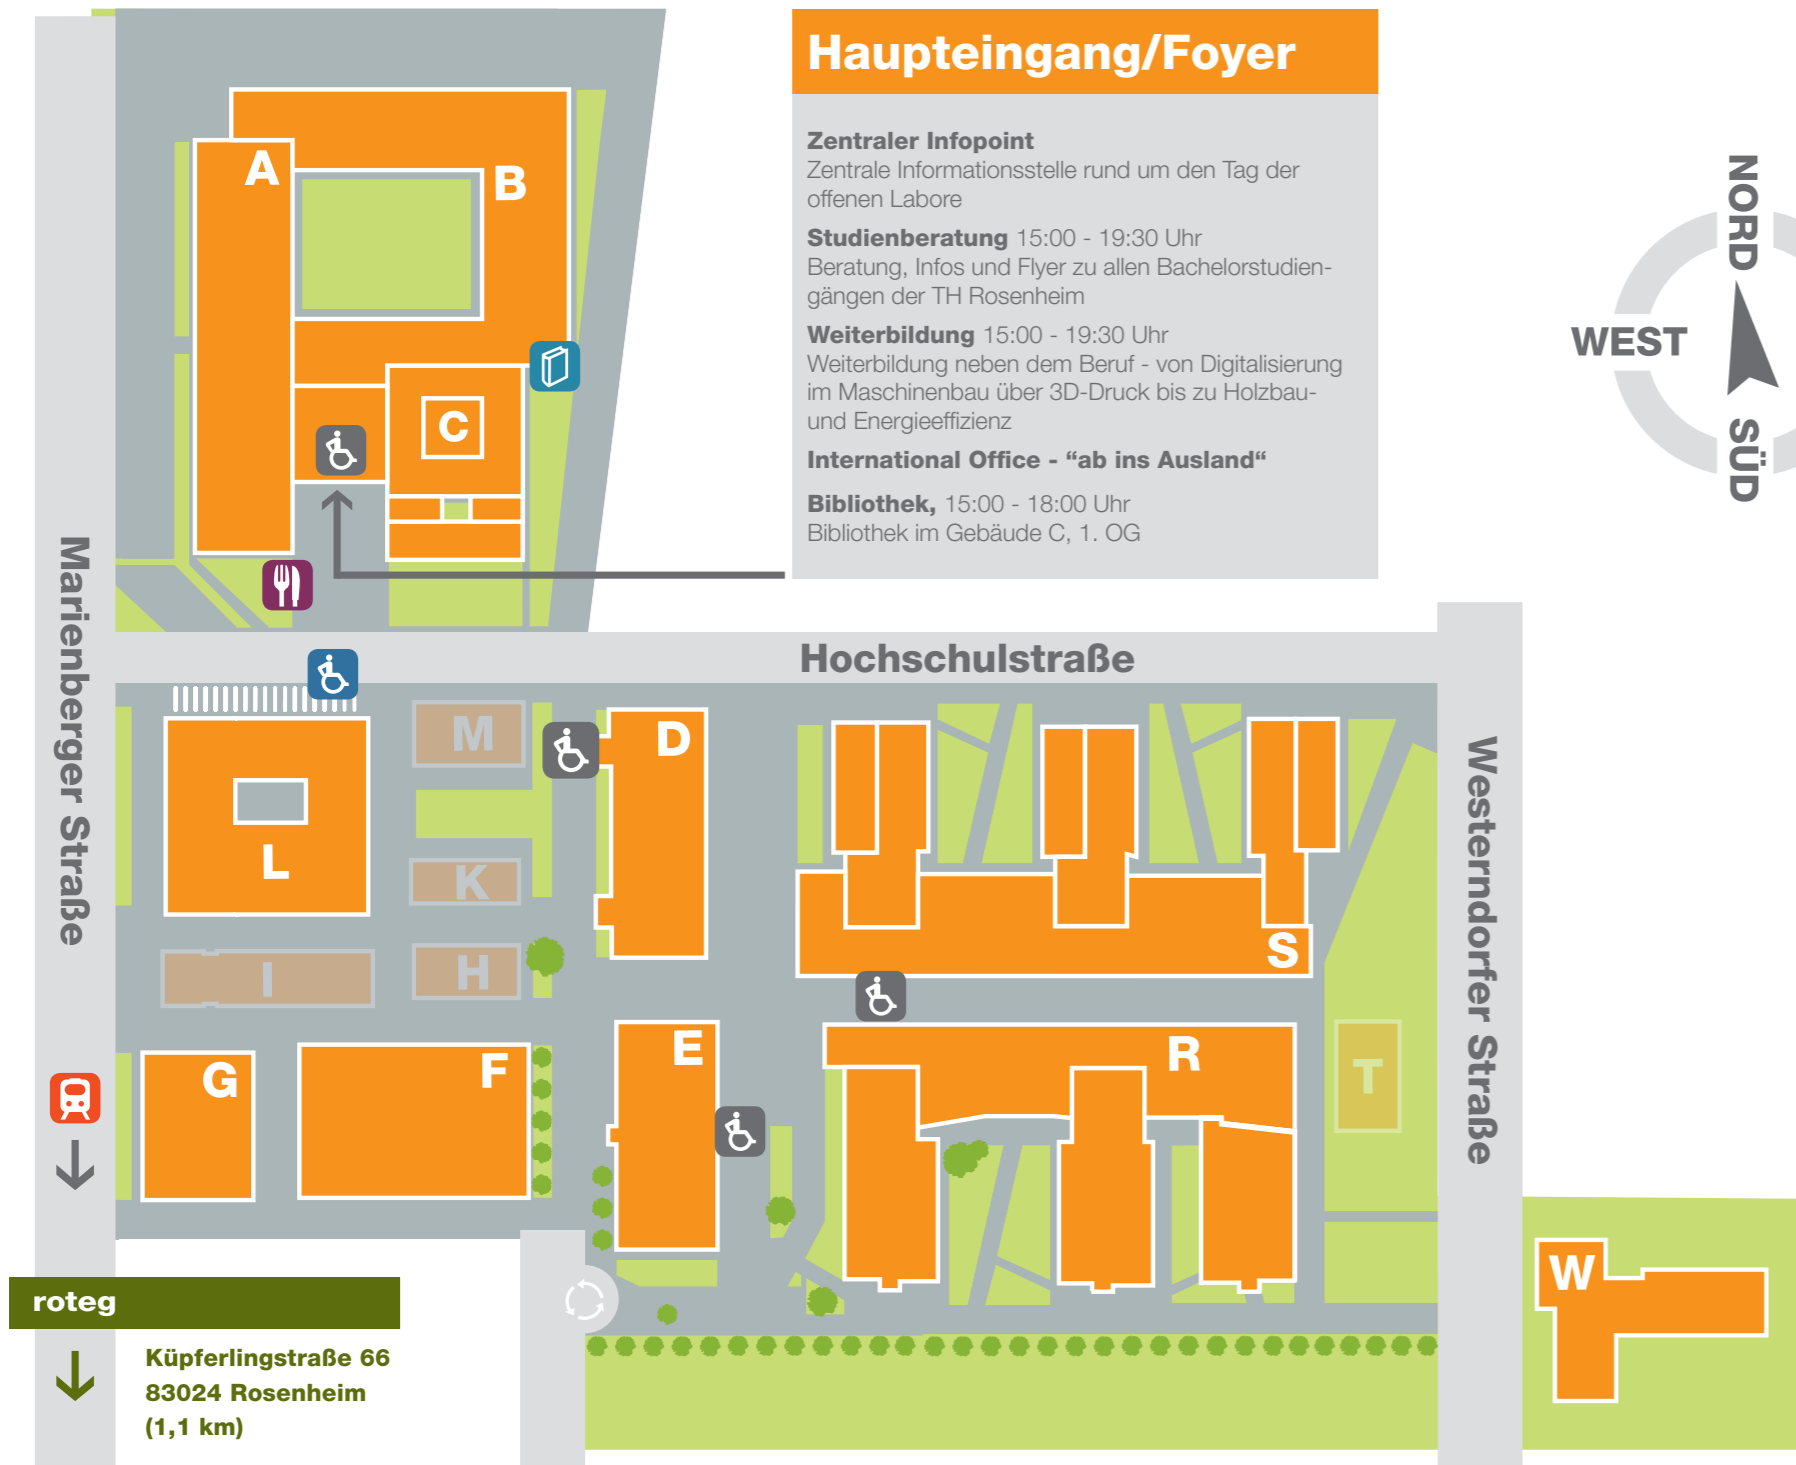 Haupteingang/Foyer
Zentraler Infopoint
Zentrale Informationsstelle rund um den Tag der
offenen Labore
Studienberatung 15:00 - 19:30 Uhr
Beratung, Infos und Flyer zu allen Bachelorstudien-
gängen der TH Rosenheim
Weiterbildung 15:00 - 19:30 Uhr
Weiterbildung neben dem Beruf - von Digitalisierung
im Maschinenbau über 3D-Druck bis zu Holzbau-
und Energieeffizienz
International Office - “ab ins Ausland“
Bibliothek, 15:00 - 18:00 Uhr
Bibliothek im Gebäude C, 1. OG
NORD
WEST
SÜD
A
B
C
Marienberger Straße
Hochschulstraße
Westerndorfer Straße
M
D
L
K
S
I
H
G
F
E
R
T
W
roteg
Küpferlingstraße 66
83024 Rosenheim
(1,1 km)